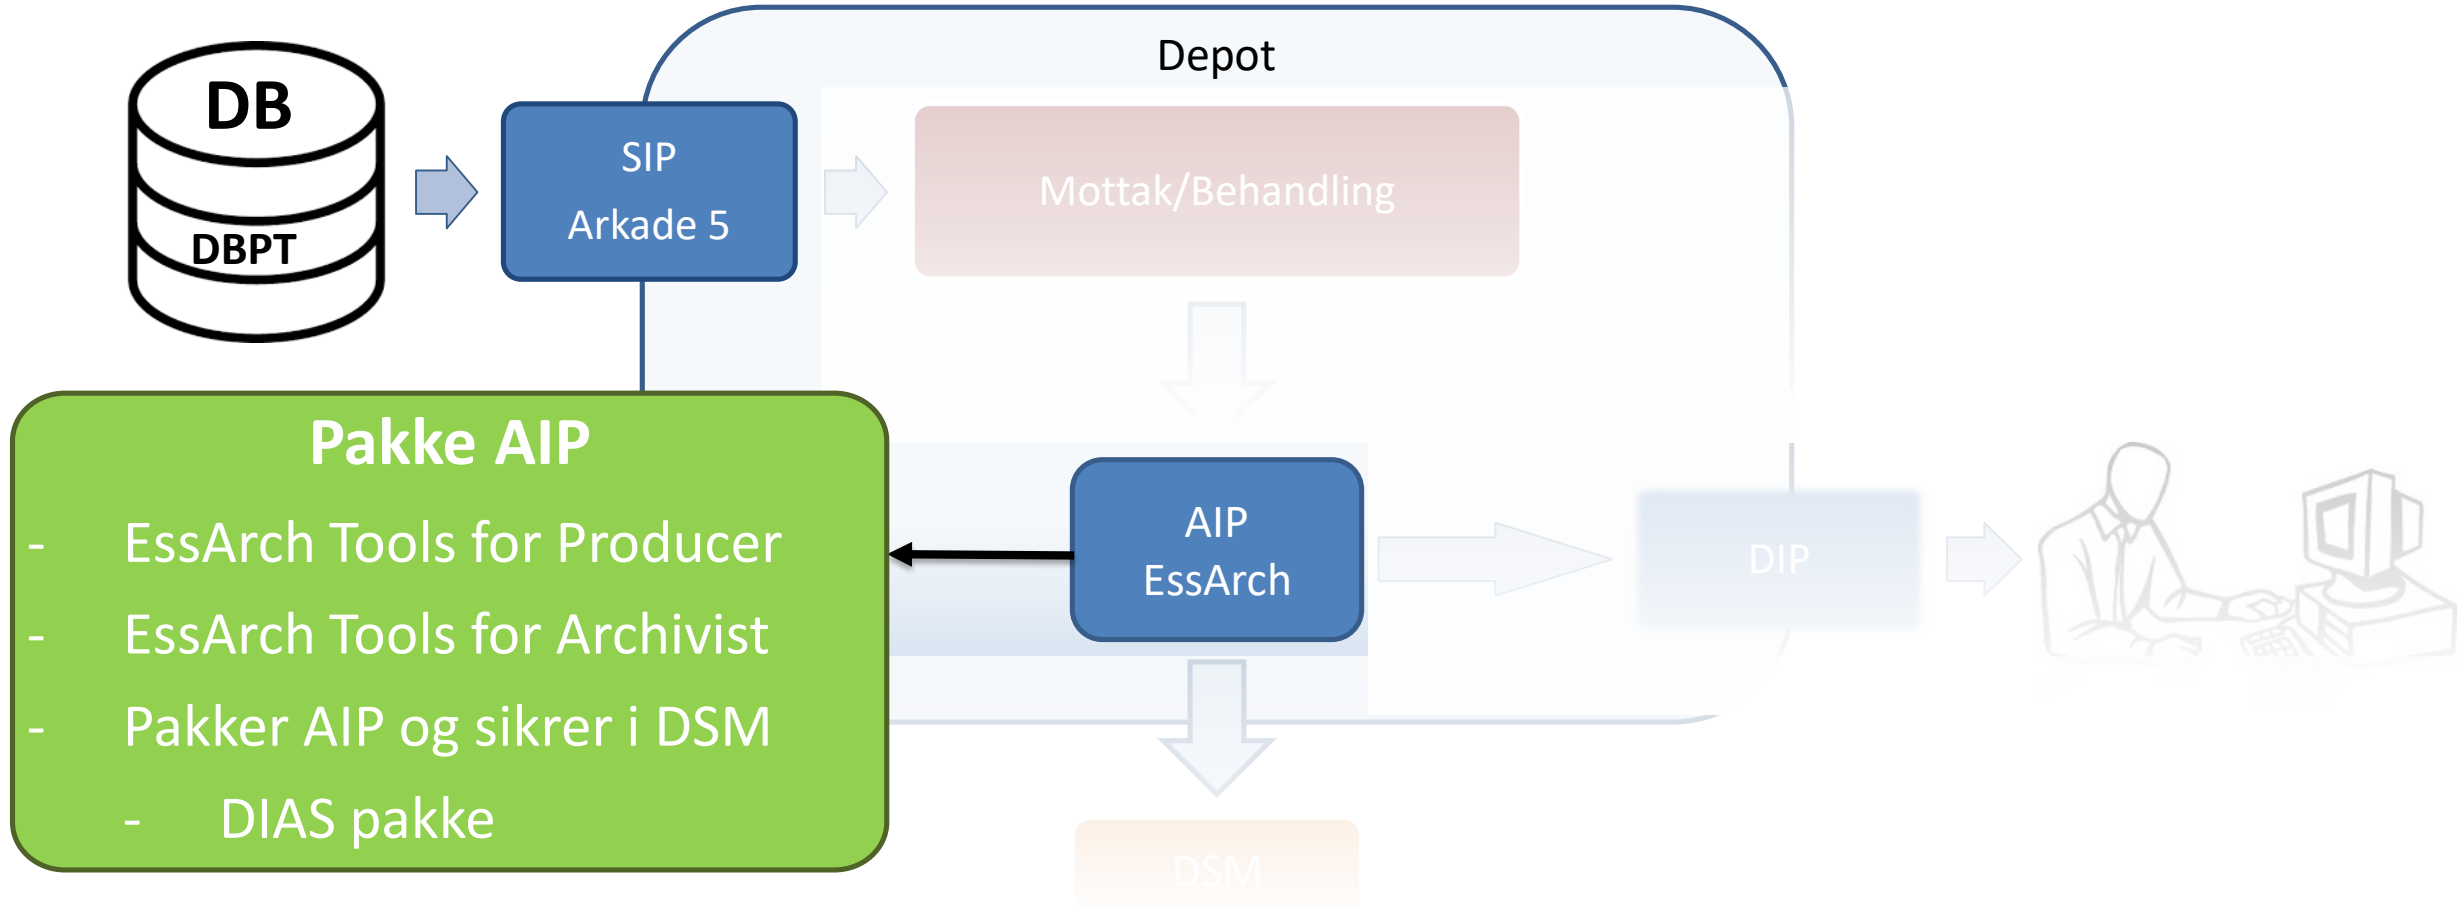 Depot
DB
DBPT
SIP
Arkade 5
Mottak/Behandling
Pakke AIP
- EssArch Tools for Producer
- EssArch Tools for Archivist
- Pakker AIP og sikrer i DSM
- DIAS pakke
AIP
EssArch
DIP
DSM